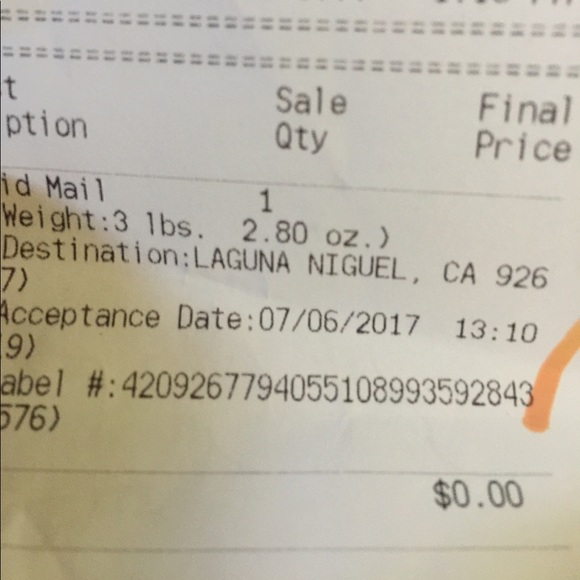 t Sale Final
ption Qty Price
id Mail 1
Weight:3 lbs. 2.80 oz.)
Destination:LAGUNA NIGUEL, CA 926
7)
Acceptance Date:07/06/2017 13:10
9)
abel #:420926779405510899359284​3
576)
$0.00